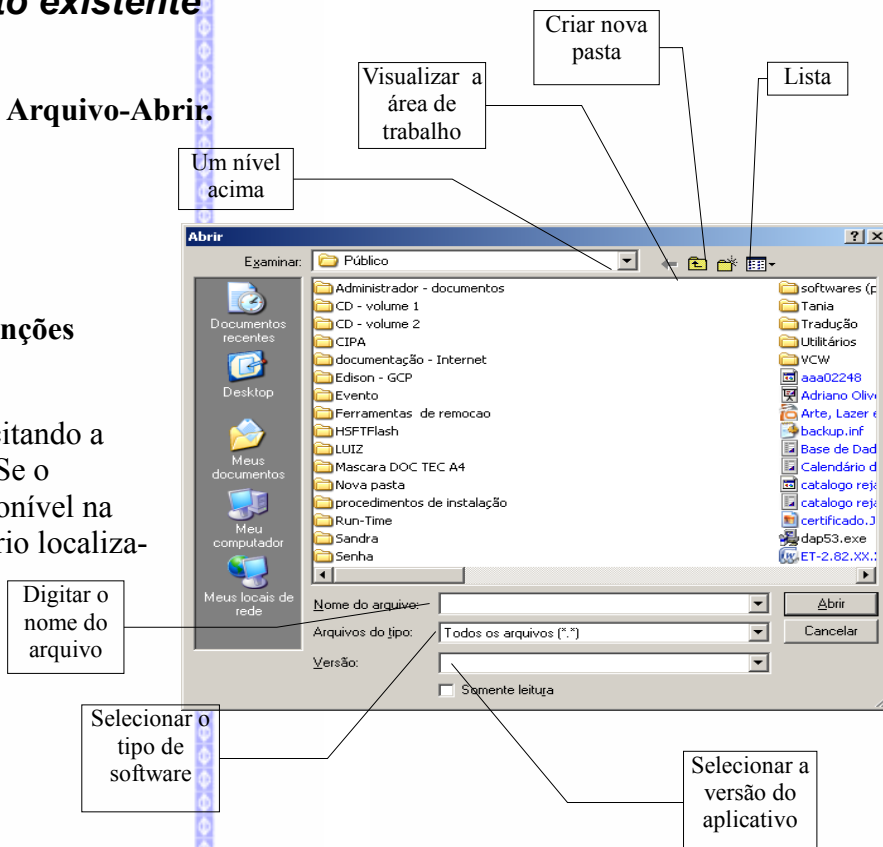 to existente
Arquivo-Abrir.
Criar nova
pasta
Visualizar a
área de
trabalho
Lista
Um nível
acima
nções
citando a
Se o
onível na
rio localiza-
Digitar o
nome do
arquivo
Selecionar o
tipo de
software
Selecionar a
versão do
aplicativo
Abrir
Examinar: Público
Documentos
recentes
Desktop
Meus
documentos
Meu
computador
Meus locais de
rede
Administrador - documentos
CD - volume 1
CD - volume 2
CIPA
documentação - Internet
Edison - GCP
Evento
Ferramentas de remocao
HSFTFlash
LUIZ
Mascara DOC TEC A4
Nova pasta
procedimentos de instalação
Run-Time
Sandra
Senha
softwares (p
Tania
Tradução
Utilitários
VCW
aaa02248
Adriano Olive
Arte, Lazer e
backup.inf
Base de Dad
Calendário d
catalogo reja
catalogo reja
certificado.J
dap53.exe
ET-2.82.XX.
Nome do arquivo:
Abrir
Arquivos do tipo: Todos os arquivos (*.*)
Cancelar
Versão:
Somente leitura